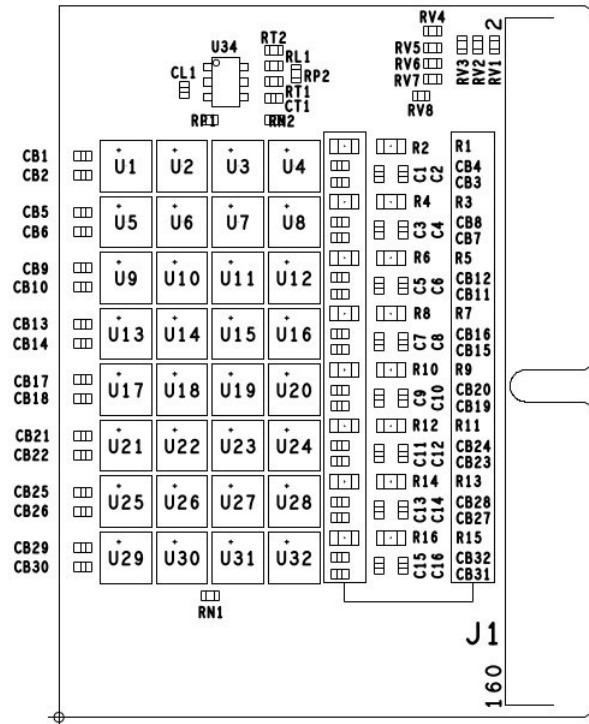 RV4
2
RT2
U34
RV5
RL1
RV6
CL1
RP2
RV7
RV3
RV2
RV1
RT1
CT1
RV8
RP1
RN2
CB1
CB2
U1 U2 U3 U4
R2
C1
C2
R1
CB4
CB3
CB5
CB6
U5 U6 U7 U8
R4
C3
C4
R3
CB8
CB7
CB9
CB10
U9 U10 U11 U12
R6
C5
C6
R5
CB12
CB11
CB13
CB14
U13 U14 U15 U16
R8
C7
C8
R7
CB16
CB15
CB17
CB18
U17 U18 U19 U20
R10
C9
C10
R9
CB20
CB19
CB21
CB22
U21 U22 U23 U24
R12
C11
C12
R11
CB24
CB23
CB25
CB26
U25 U26 U27 U28
R14
C13
C14
R13
CB28
CB27
CB29
CB30
U29 U30 U31 U32
R16
C15
C16
R15
CB32
CB31
RN1
J1
160